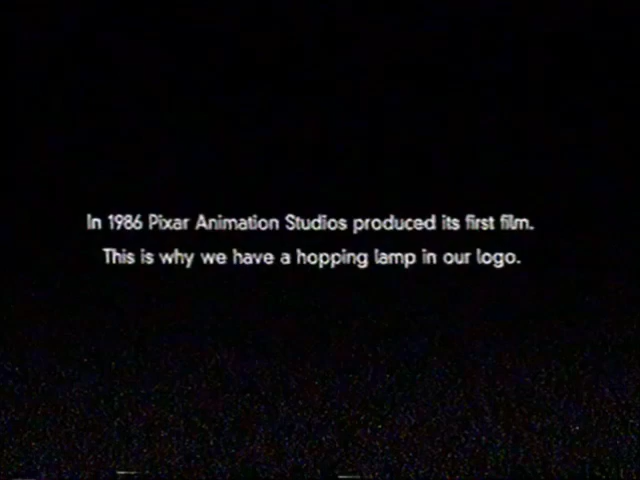 In 1986 Pixar Animation Studios produced its first film.
This is why we have a hopping lamp in our logo.